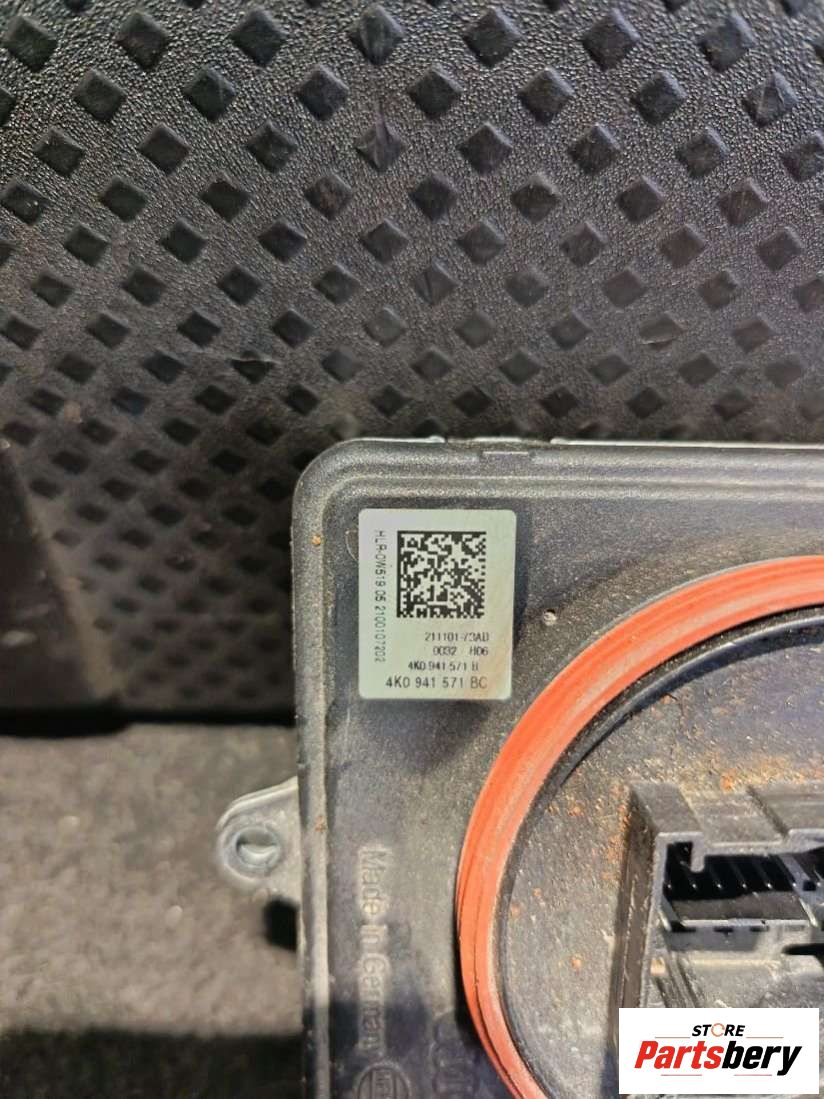 HLR-0W519 05 2100107202
211101-73AB
0032 H06
4K0 941 571 B
4K0 941 571 BC
Made in Germany
STORE
Partsbery